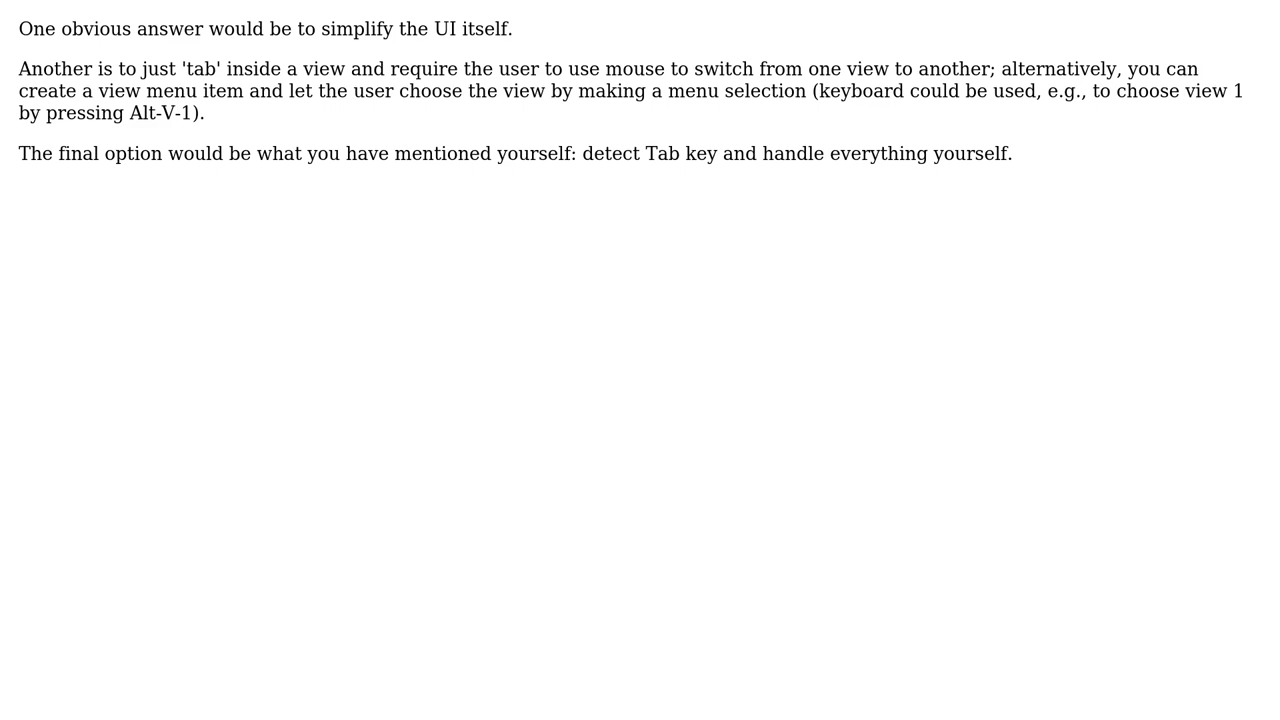 One obvious answer would be to simplify the UI itself.
Another is to just 'tab' inside a view and require the user to use mouse to switch from one view to another; alternatively, you can
create a view menu item and let the user choose the view by making a menu selection (keyboard could be used, e.g., to choose view 1
by pressing Alt-V-1).
The final option would be what you have mentioned yourself: detect Tab key and handle everything yourself.